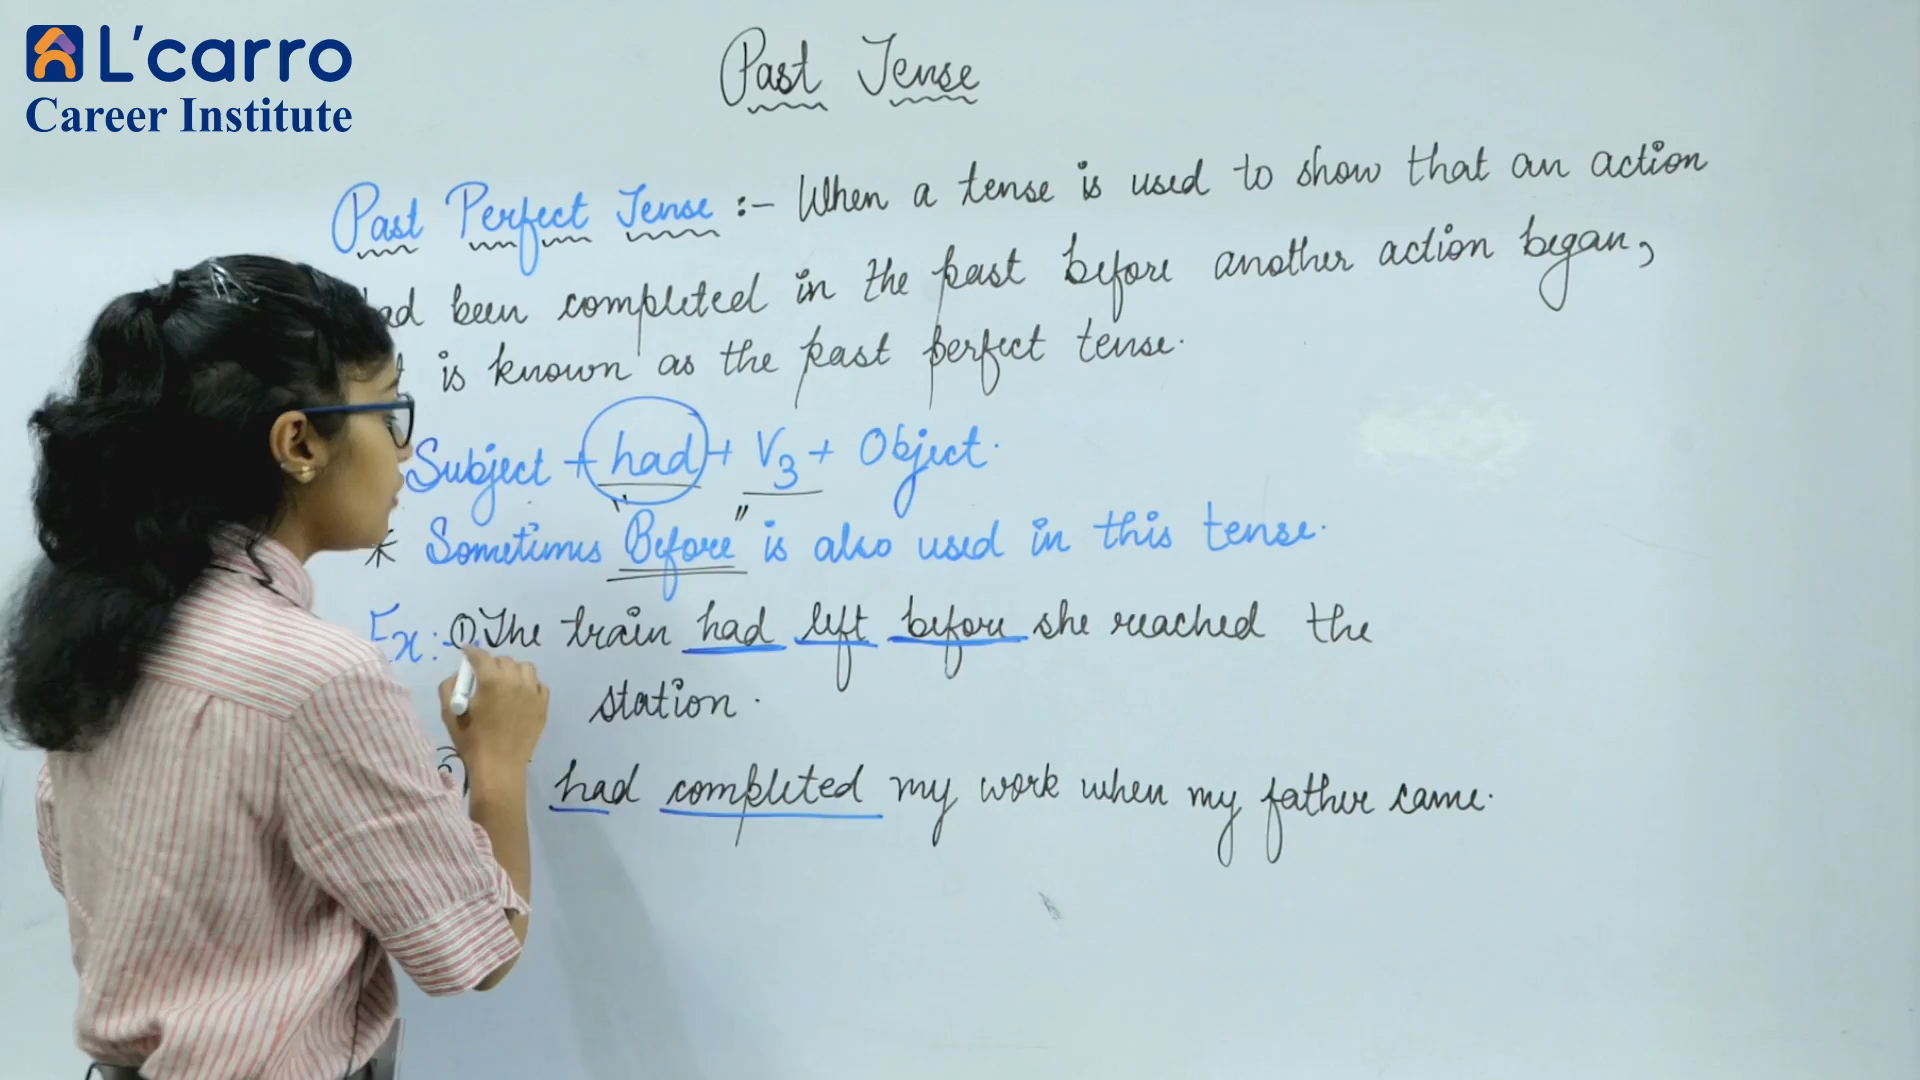 L'carro
Career Institute
Past Tense
Past Perfect Tense :- When a tense is used to show that an action
had been completed in the past before another action began,
is known as the past perfect tense.
Subject + had + V3 + Object.
* Sometimes "Before" is also used in this tense.
Ex:- ① The train had left before she reached the
station.
had completed my work when my father came.